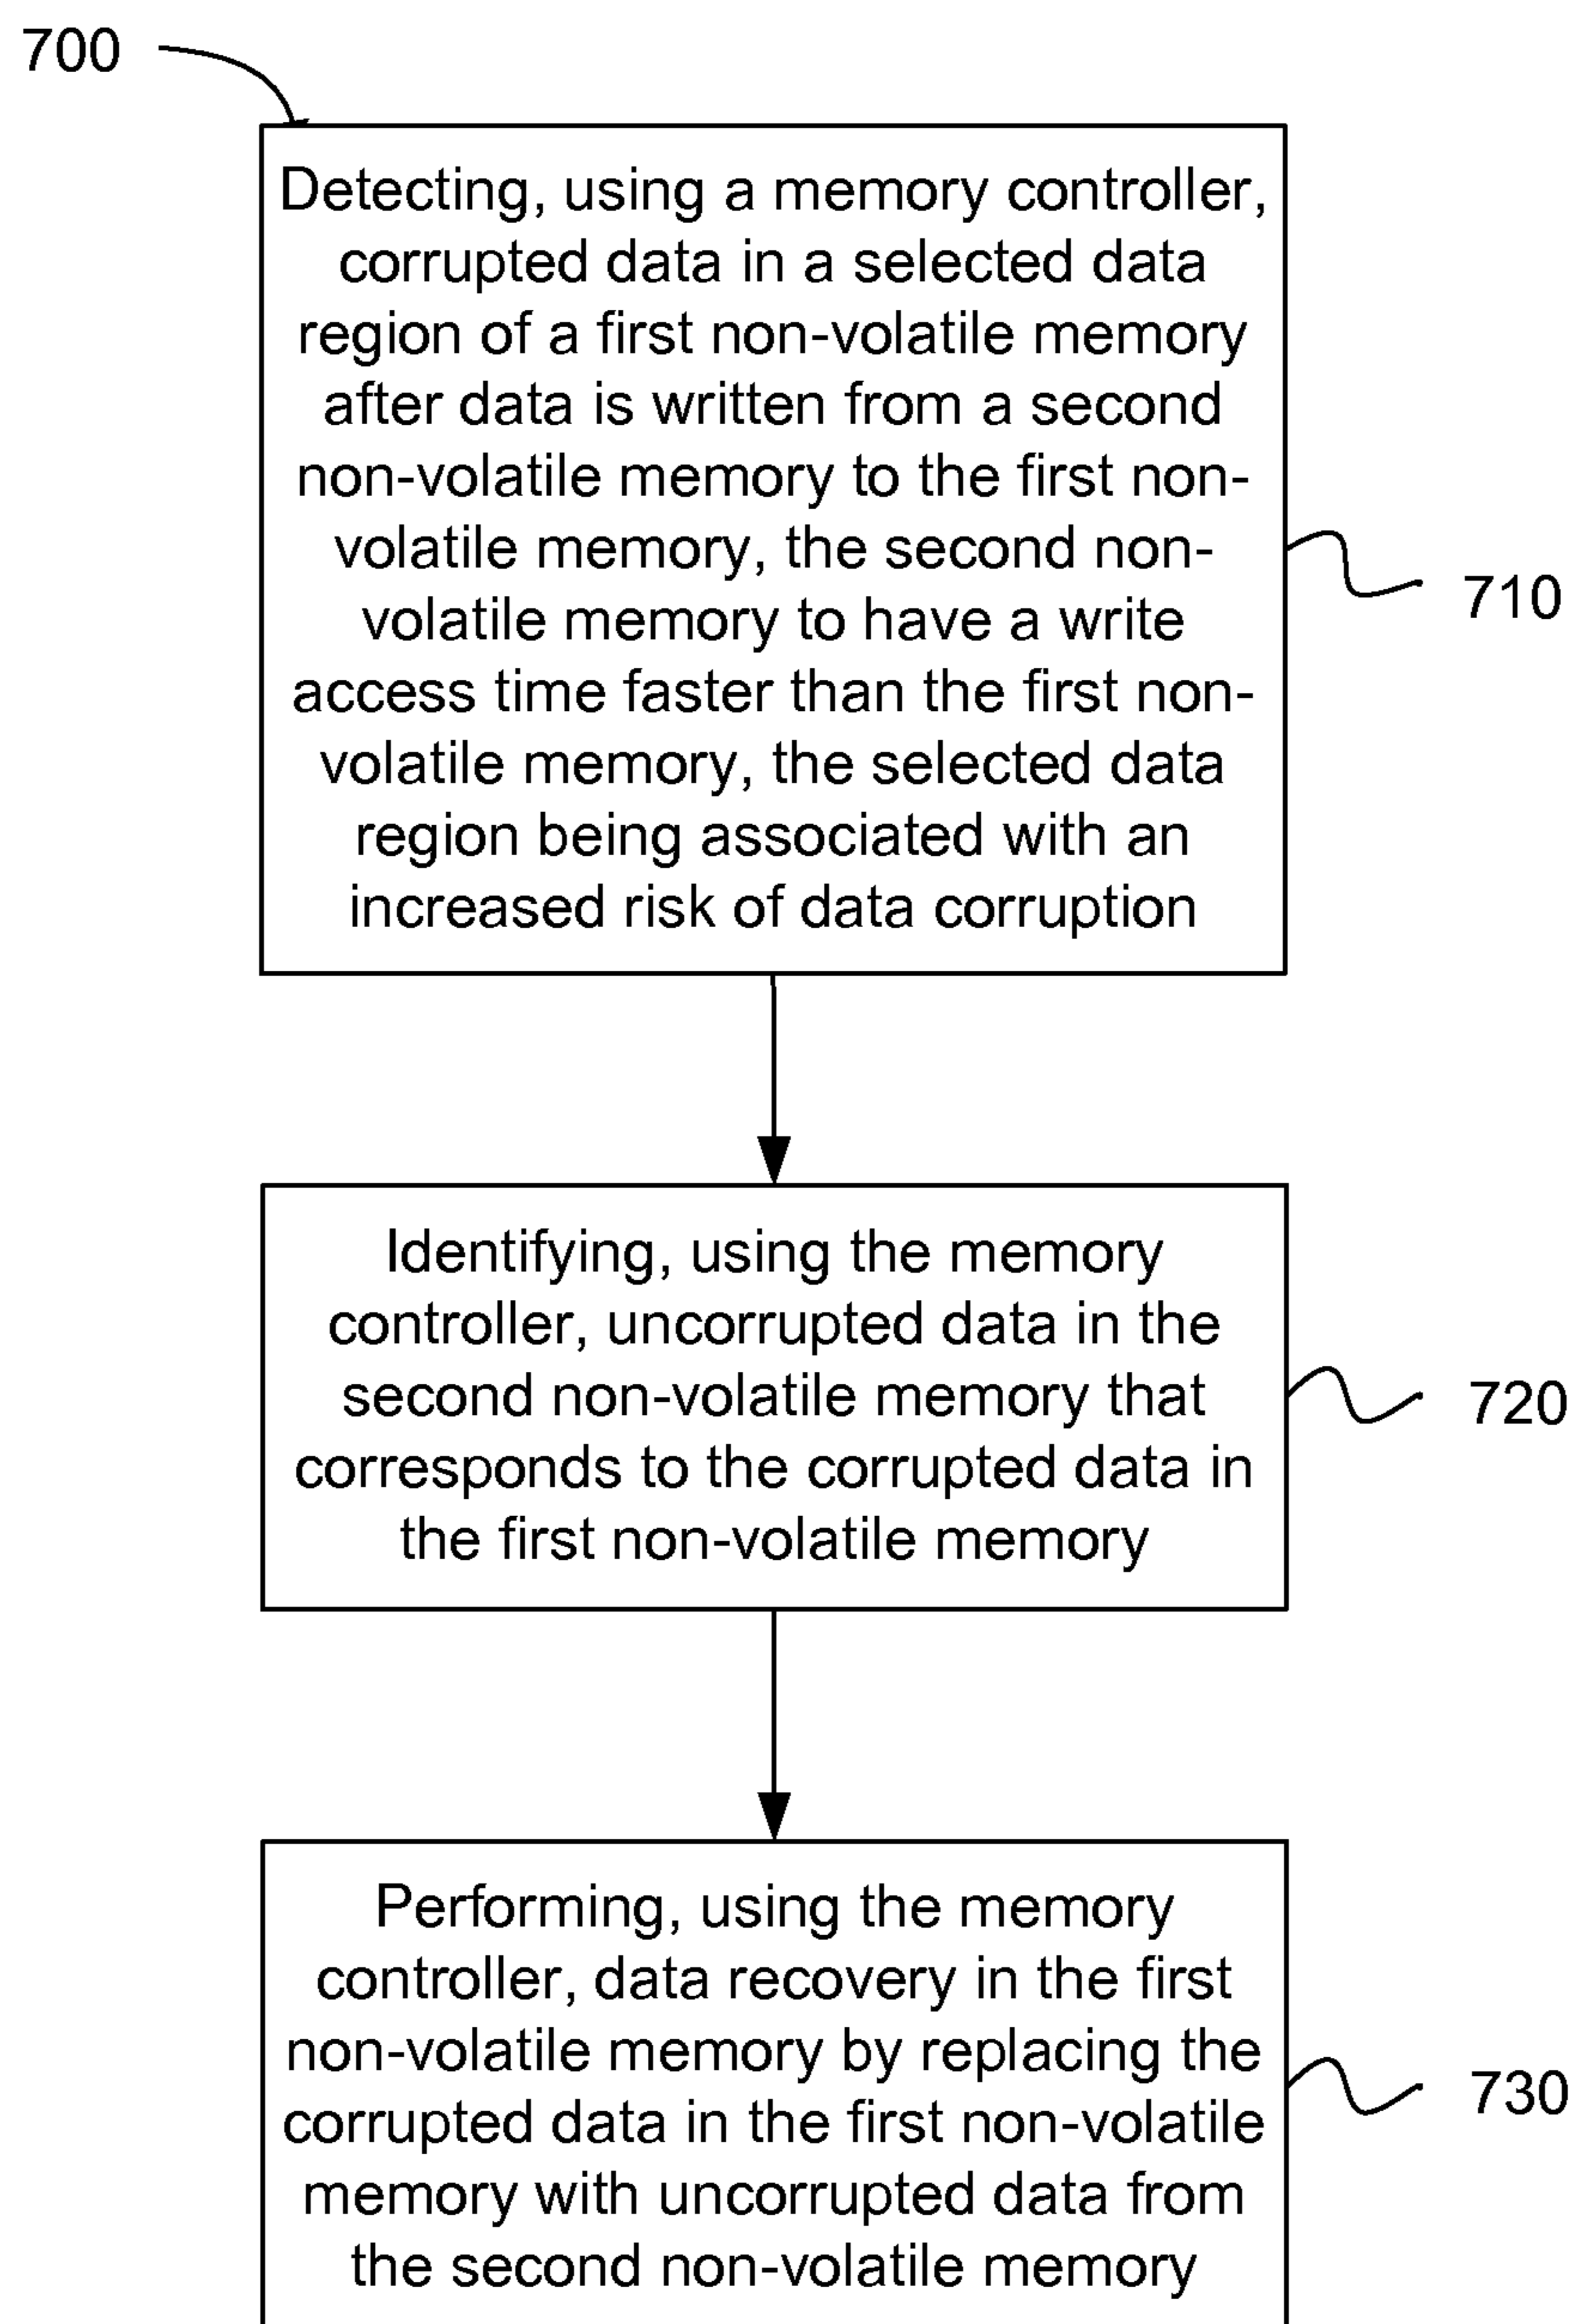 700
Detecting, using a memory controller,
corrupted data in a selected data
region of a first non-volatile memory
after data is written from a second
non-volatile memory to the first non-
volatile memory, the second non-
volatile memory to have a write
access time faster than the first non-
volatile memory, the selected data
region being associated with an
increased risk of data corruption
710
Identifying, using the memory
controller, uncorrupted data in the
second non-volatile memory that
corresponds to the corrupted data in
the first non-volatile memory
720
Performing, using the memory
controller, data recovery in the first
non-volatile memory by replacing the
corrupted data in the first non-volatile
memory with uncorrupted data from
the second non-volatile memory
730